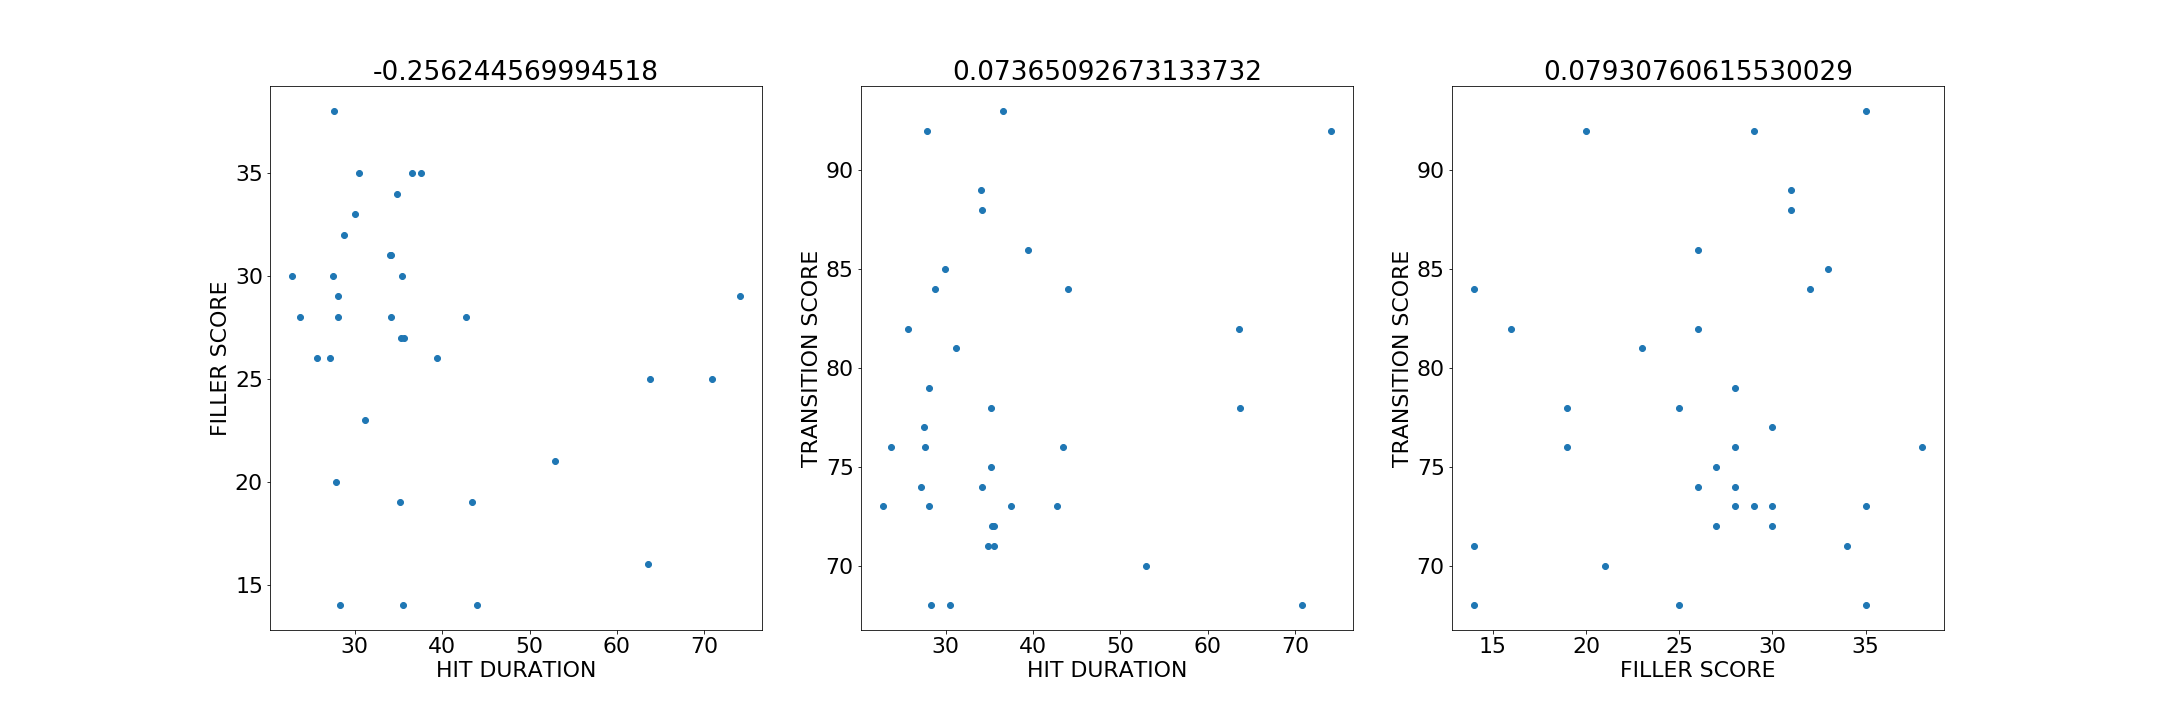 -0.256244569994518
35
30
25
20
15
FILLER SCORE
30 40 50 60 70
HIT DURATION
0.07365092673133732
90
85
80
75
70
TRANSITION SCORE
30 40 50 60 70
HIT DURATION
0.07930760615530029
90
85
80
75
70
TRANSITION SCORE
15 20 25 30 35
FILLER SCORE